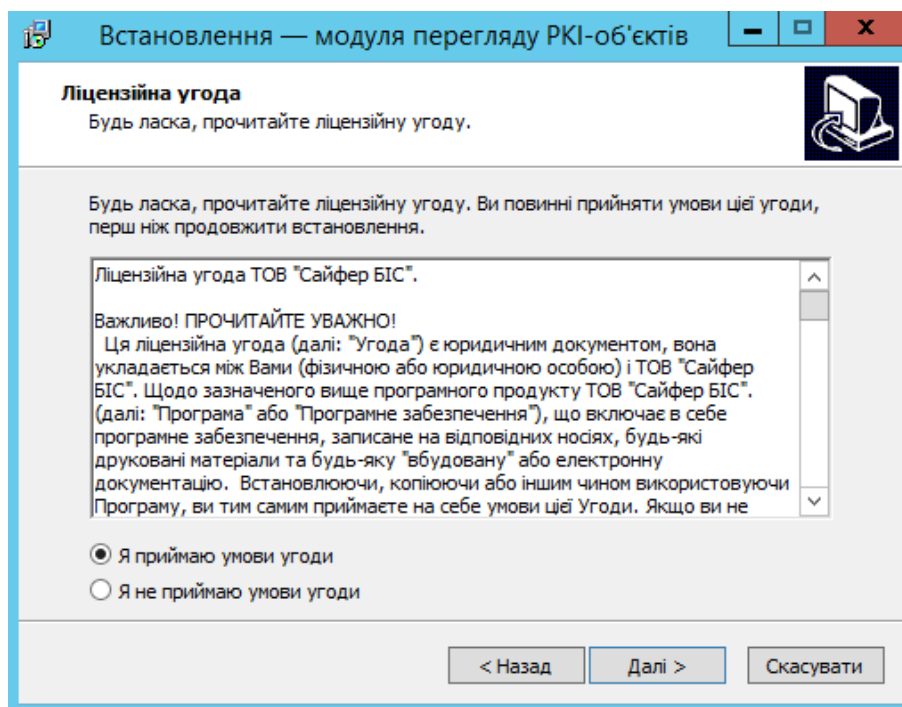 Встановлення — модуля перегляду PKI-об'єктів
Ліцензійна угода
Будь ласка, прочитайте ліцензійну угоду.
Будь ласка, прочитайте ліцензійну угоду. Ви повинні прийняти умови цієї угоди,
перш ніж продовжити встановлення.
Ліцензійна угода ТОВ "Сайфер БІС".
Важливо! ПРОЧИТАЙТЕ УВАЖНО!
Ця ліцензійна угода (далі: "Угода") є юридичним документом, вона
укладається між Вами (фізичною або юридичною особою) і ТОВ "Сайфер
БІС". Щодо зазначеного вище програмного продукту ТОВ "Сайфер БІС".
(далі: "Програма" або "Програмне забезпечення"), що включає в себе
програмне забезпечення, записане на відповідних носіях, будь-які
друковані матеріали та будь-яку "вбудовану" або електронну
документацію.  Встановлюючи, копіюючи або іншим чином використовуючи
Програму, ви тим самим приймаєте на себе умови цієї Угоди. Якщо ви не
Я приймаю умови угоди
Я не приймаю умови угоди
< Назад
Далі >
Скасувати